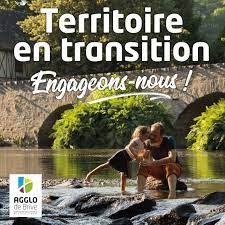 Territoire
en transition
Engageons-nous !
AGGLO
de Brive